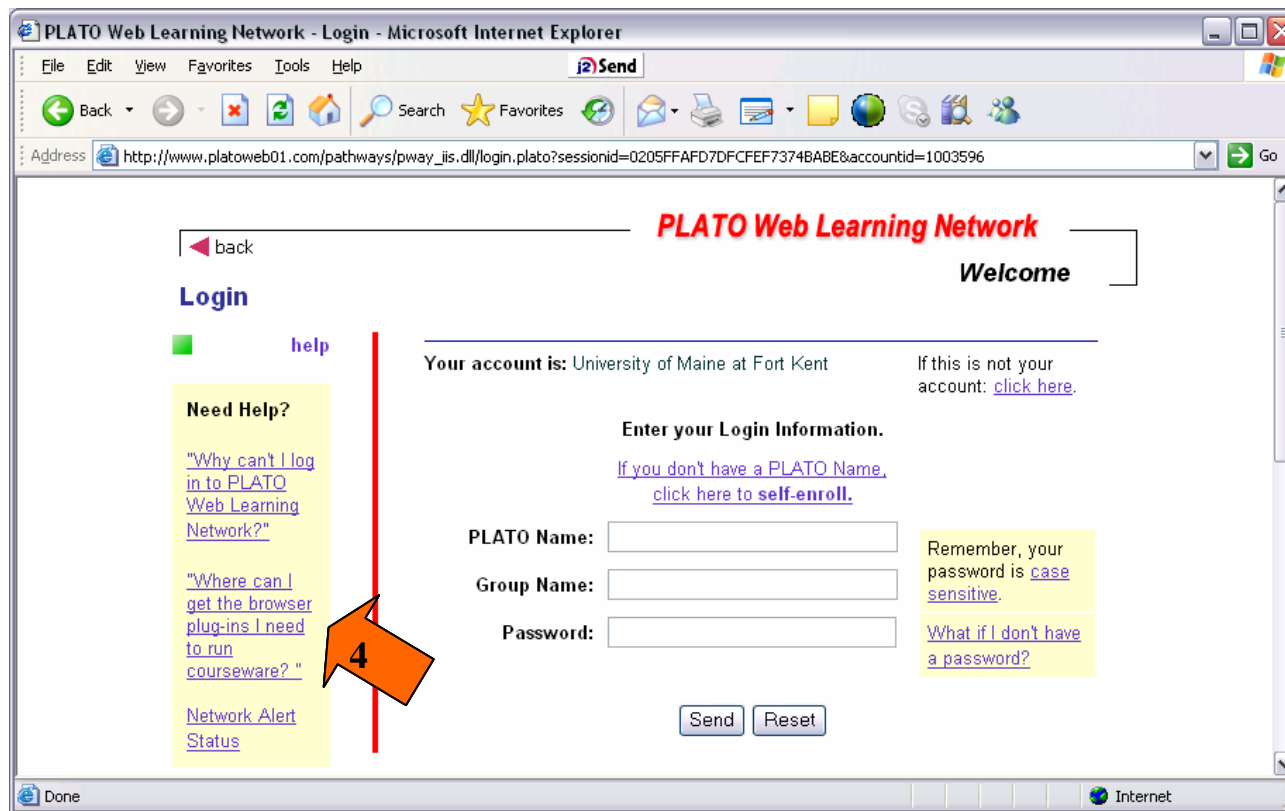 PLATO Web Learning Network - Login - Microsoft Internet Explorer
File Edit View Favorites Tools Help
j2 Send
Back Search Favorites
Address http://www.platoweb01.com/pathways/pway_iis.dll/login.plato?sessionid=0205FFAFD7DFCFEF7374BABE&accountid=1003596 Go
PLATO Web Learning Network
back
Welcome
Login
help
Need Help?
"Why can't I log
in to PLATO
Web Learning
Network?"
"Where can I
get the browser
plug-ins I need
to run
courseware? "
4
Network Alert
Status
Your account is: University of Maine at Fort Kent
If this is not your
account: click here.
Enter your Login Information.
If you don't have a PLATO Name,
click here to self-enroll.
PLATO Name:
Group Name:
Password:
Remember, your
password is case
sensitive.
What if I don't have
a password?
Send Reset
Done Internet